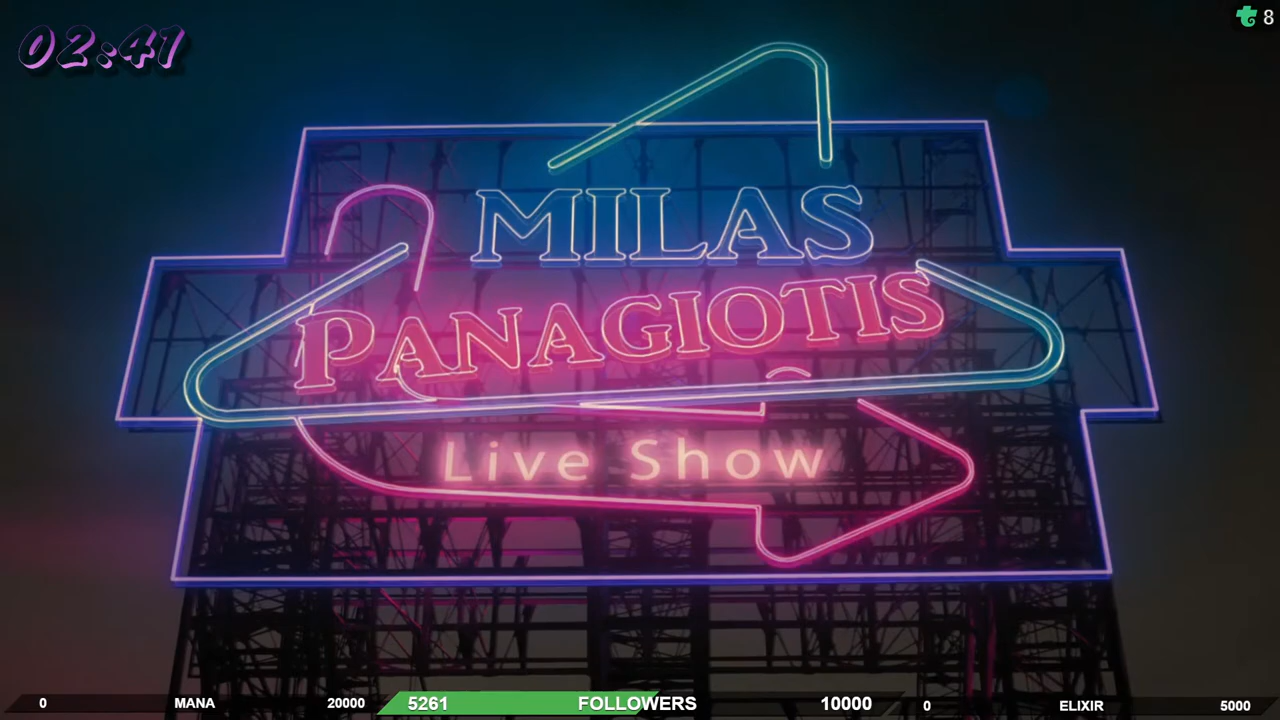 02:41
8
MILAS
PANAGIOTIS
Live Show
0 MANA 20000
5261 FOLLOWERS 10000
0 ELIXIR 5000